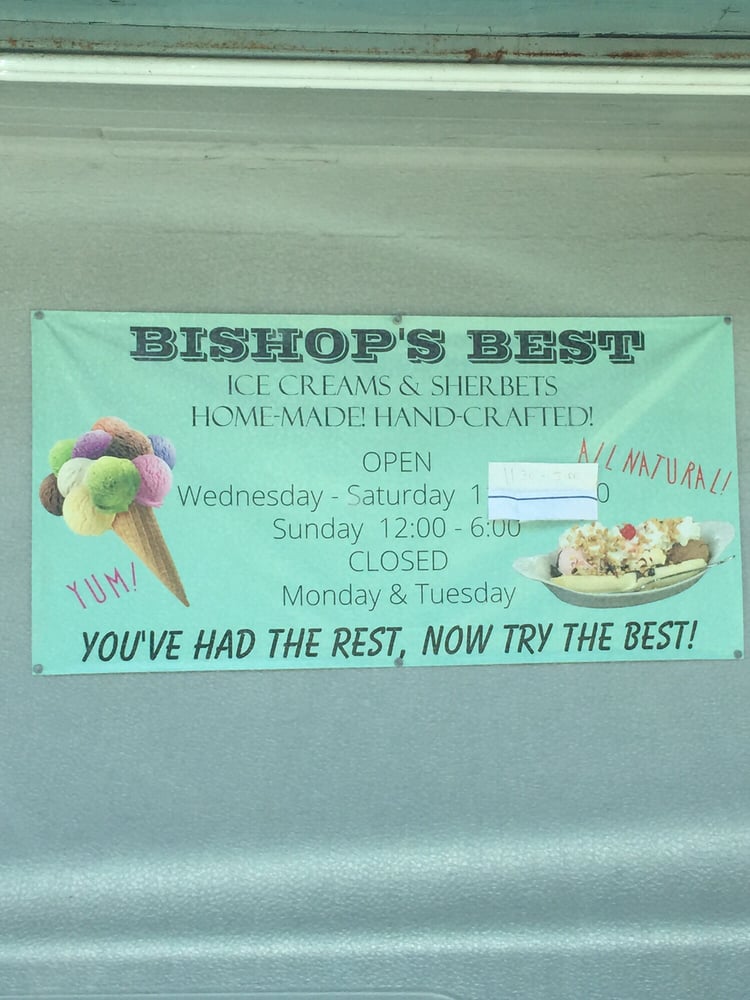 BISHOP'S BEST
ICE CREAMS & SHERBETS
HOME-MADE! HAND-CRAFTED!
ALL NATURAL!
OPEN
Wednesday - Saturday
Sunday 12:00 - 6:00
CLOSED
Monday & Tuesday
YUM!
YOU'VE HAD THE REST, NOW TRY THE BEST!